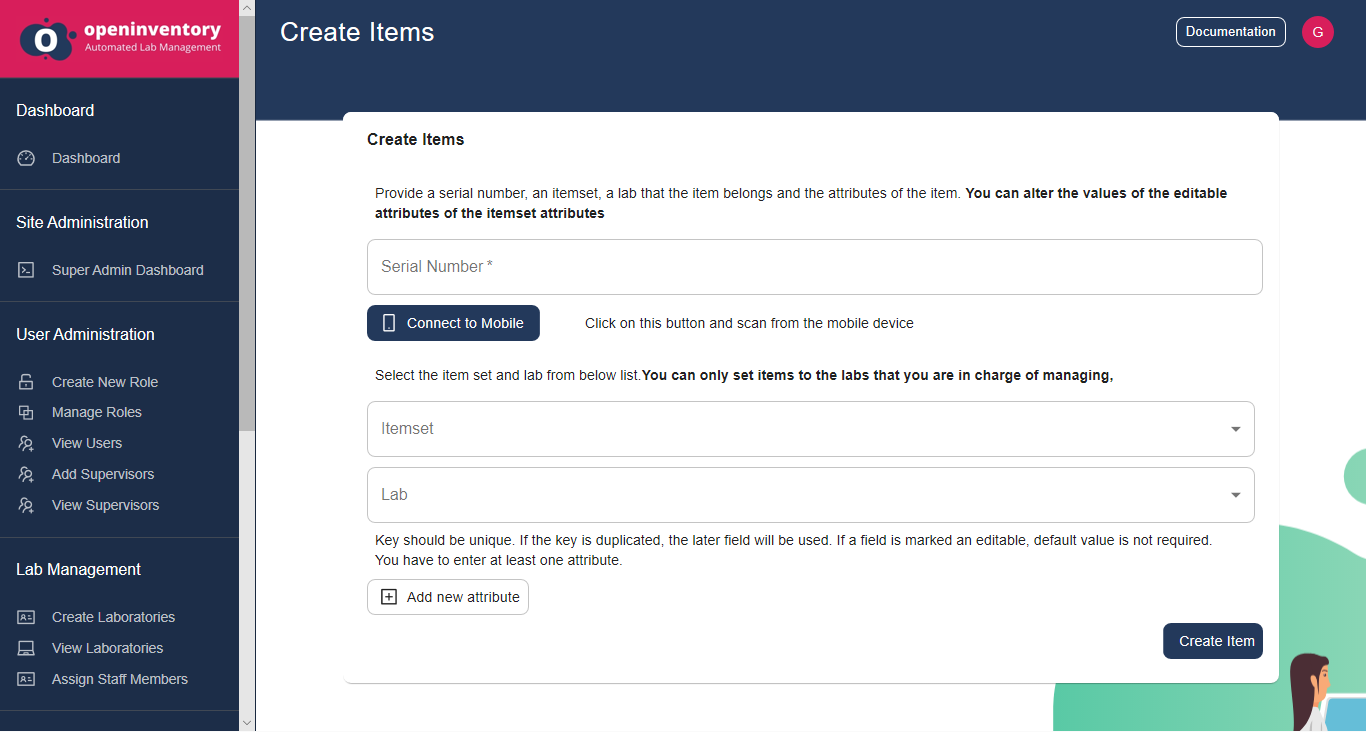 openinventory
Automated Lab Management
Create Items
Documentation
G
Dashboard
Dashboard
Site Administration
Super Admin Dashboard
User Administration
Create New Role
Manage Roles
View Users
Add Supervisors
View Supervisors
Lab Management
Create Laboratories
View Laboratories
Assign Staff Members
Create Items
Provide a serial number, an itemset, a lab that the item belongs and the attributes of the item. You can alter the values of the editable
attributes of the itemset attributes
Serial Number *
Connect to Mobile
Click on this button and scan from the mobile device
Select the item set and lab from below list.You can only set items to the labs that you are in charge of managing,
Itemset
Lab
Key should be unique. If the key is duplicated, the later field will be used. If a field is marked an editable, default value is not required.
You have to enter at least one attribute.
Add new attribute
Create Item